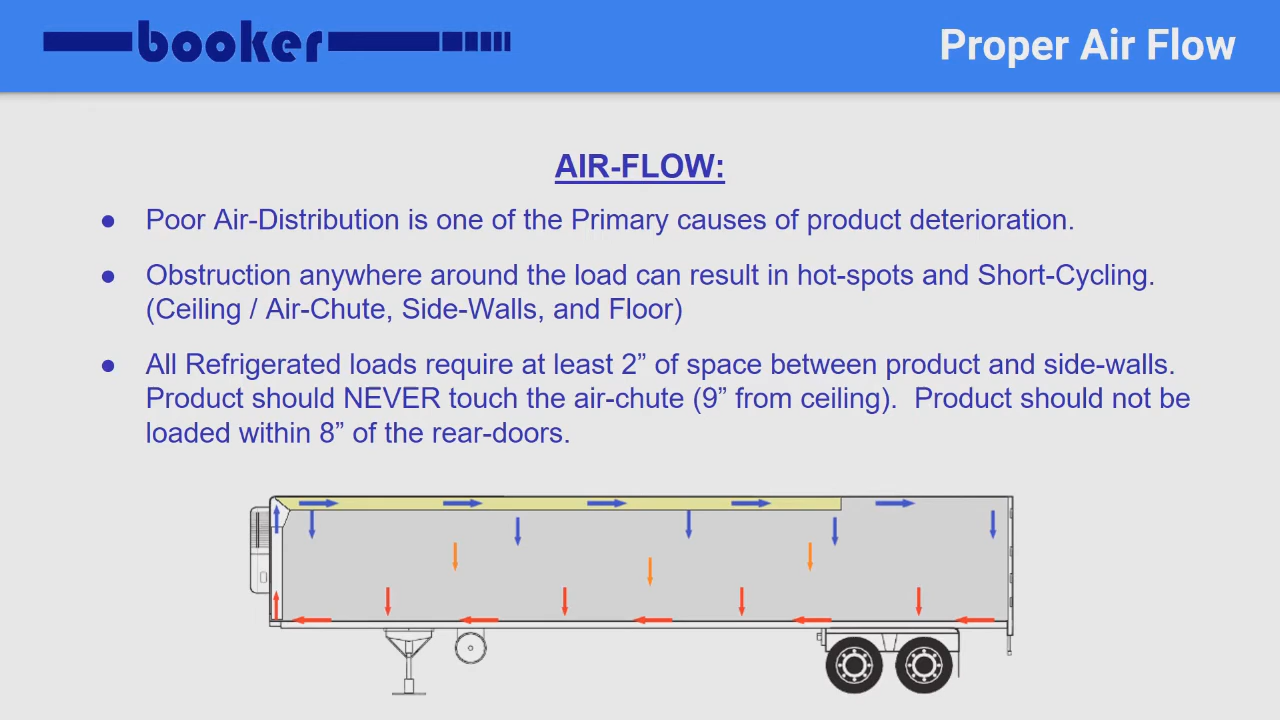 booker
Proper Air Flow
AIR-FLOW:
● Poor Air-Distribution is one of the Primary causes of product deterioration.
● Obstruction anywhere around the load can result in hot-spots and Short-Cycling.
(Ceiling / Air-Chute, Side-Walls, and Floor)
● All Refrigerated loads require at least 2” of space between product and side-walls.
Product should NEVER touch the air-chute (9” from ceiling).  Product should not be
loaded within 8” of the rear-doors.